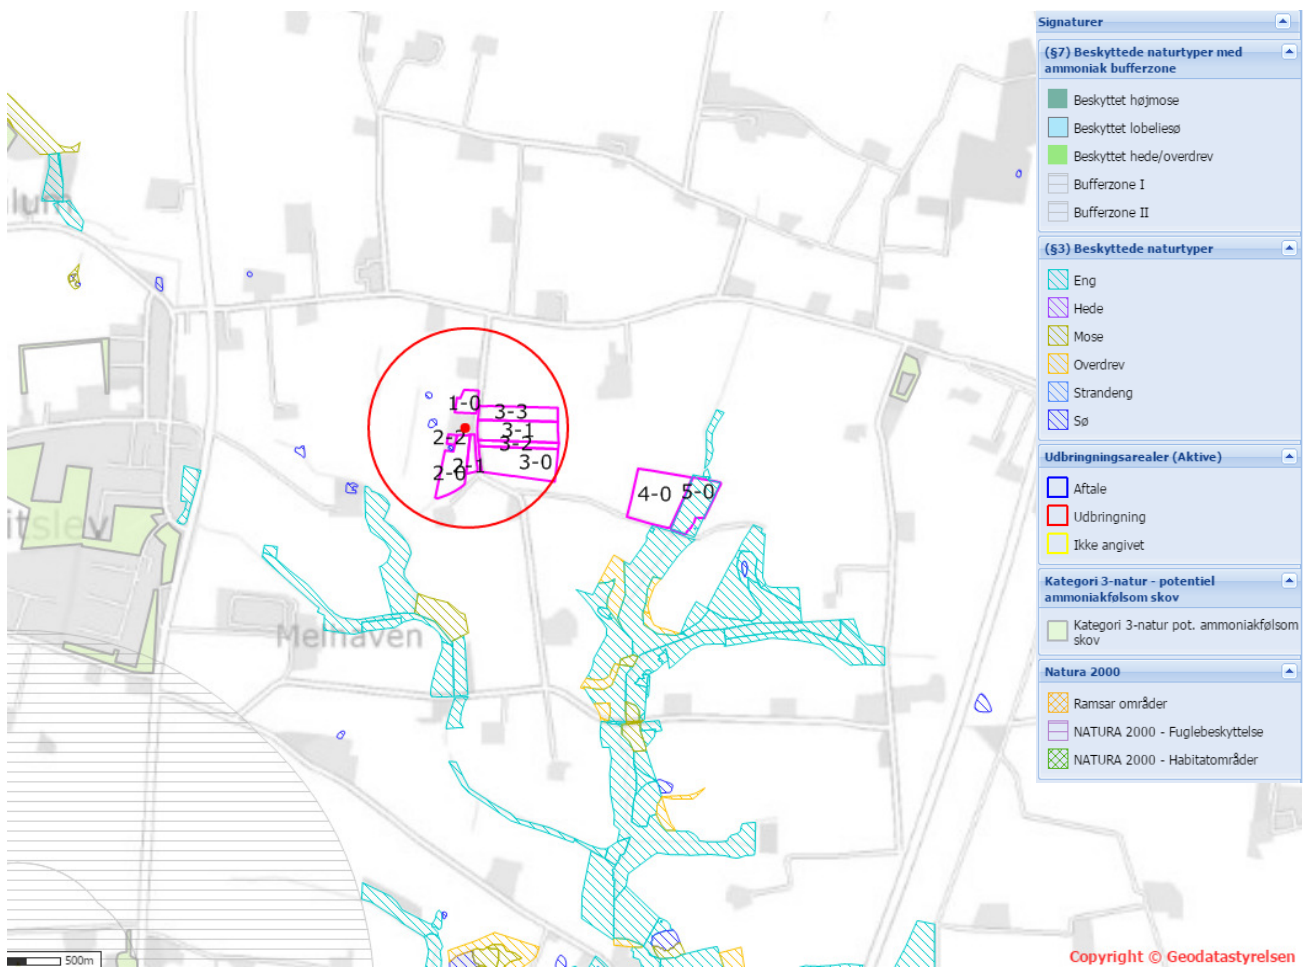 Signaturer
(§7) Beskyttede naturtyper med
ammoniak bufferzone
Beskyttet højmose
Beskyttet lobeliesø
Beskyttet hede/overdrev
Bufferzone I
Bufferzone II
(§3) Beskyttede naturtyper
Eng
Hede
Mose
Overdrev
Strandeng
Sø
Udbringningsarealer (Aktive)
Aftale
Udbringning
Ikke angivet
Kategori 3-natur - potentiel
ammoniakfølsom skov
Kategori 3-natur pot. ammoniakfølsom
skov
Natura 2000
Ramsar områder
NATURA 2000 - Fuglebeskyttelse
NATURA 2000 - Habitatområder
1-0
3-3
3-1
2-2
3-2
2-1
3-0
2-0
4-0
5-0
Melhaven
500m
Copyright © Geodatastyrelsen